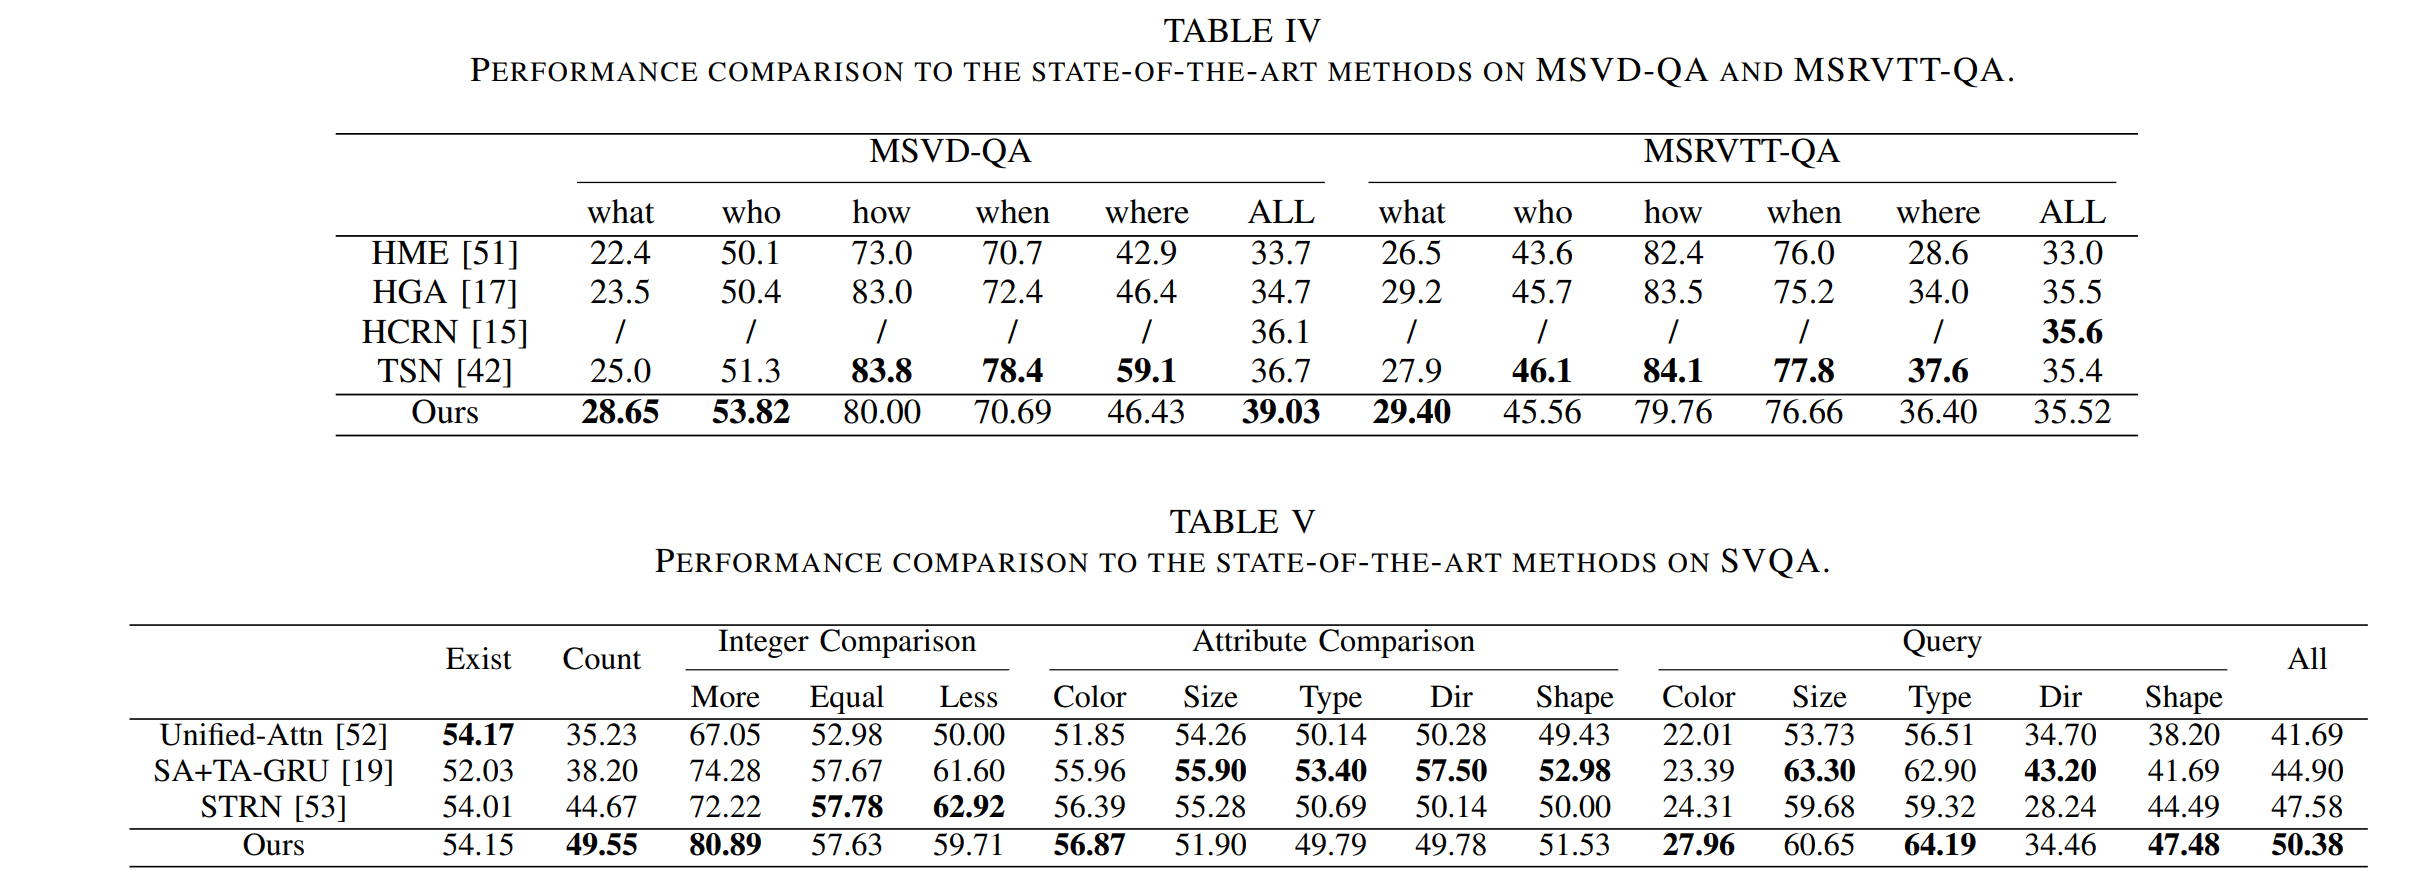 TABLE IV
PERFORMANCE COMPARISON TO THE STATE-OF-THE-ART METHODS ON MSVD-QA AND MSRVTT-QA.
MSVD-QA MSRVTT-QA
what who how when where ALL what who how when where ALL
HME [51] 22.4 50.1 73.0 70.7 42.9 33.7 26.5 43.6 82.4 76.0 28.6 33.0
HGA [17] 23.5 50.4 83.0 72.4 46.4 34.7 29.2 45.7 83.5 75.2 34.0 35.5
HCRN [15] / / / / / 36.1 / / / / / 35.6
TSN [42] 25.0 51.3 83.8 78.4 59.1 36.7 27.9 46.1 84.1 77.8 37.6 35.4
Ours 28.65 53.82 80.00 70.69 46.43 39.03 29.40 45.56 79.76 76.66 36.40 35.52
TABLE V
PERFORMANCE COMPARISON TO THE STATE-OF-THE-ART METHODS ON SVQA.
Exist Count Integer Comparison Attribute Comparison Query All
More Equal Less Color Size Type Dir Shape Color Size Type Dir Shape
Unified-Attn [52] 54.17 35.23 67.05 52.98 50.00 51.85 54.26 50.14 50.28 49.43 22.01 53.73 56.51 34.70 38.20 41.69
SA+TA-GRU [19] 52.03 38.20 74.28 57.67 61.60 55.96 55.90 53.40 57.50 52.98 23.39 63.30 62.90 43.20 41.69 44.90
STRN [53] 54.01 44.67 72.22 57.78 62.92 56.39 55.28 50.69 50.14 50.00 24.31 59.68 59.32 28.24 44.49 47.58
Ours 54.15 49.55 80.89 57.63 59.71 56.87 51.90 49.79 49.78 51.53 27.96 60.65 64.19 34.46 47.48 50.38